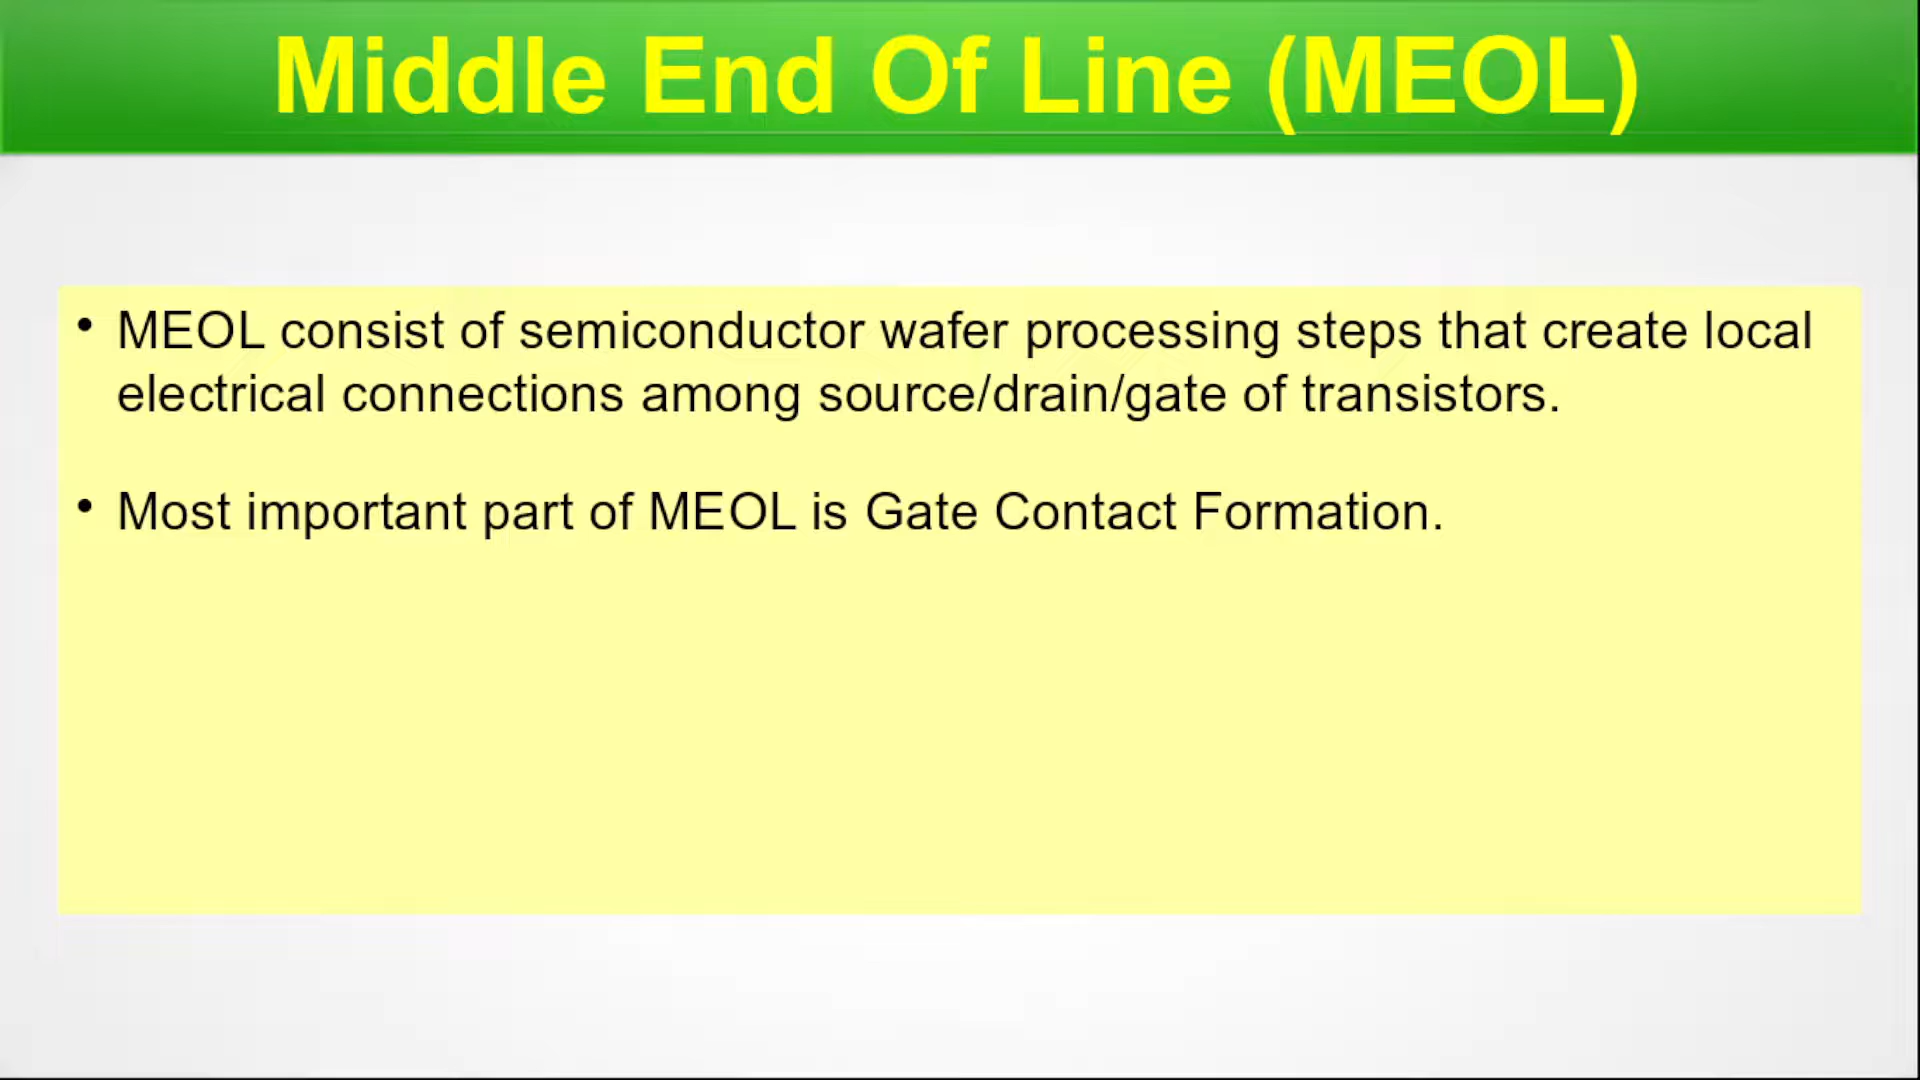 Middle End Of Line (MEOL)
• MEOL consist of semiconductor wafer processing steps that create local
electrical connections among source/drain/gate of transistors.
• Most important part of MEOL is Gate Contact Formation.